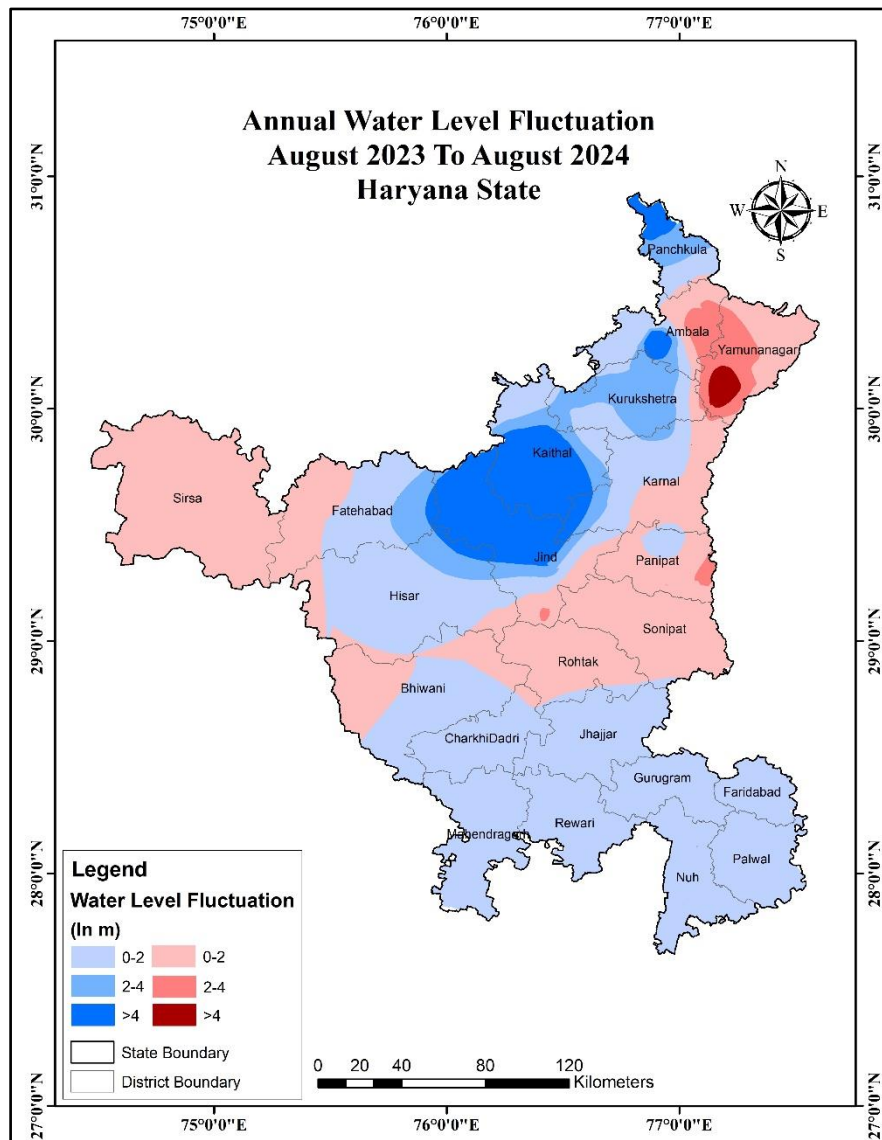 75°0'0"E 76°0'0"E 77°0'0"E
Annual Water Level Fluctuation
August 2023 To August 2024
Haryana State
31°0'0"N 31°0'0"N
N
W E
S
Panchkula
Ambala
Yamunanagar
Kurukshetra
30°0'0"N 30°0'0"N
Kaithal
Sirsa
Karnal
Fatehabad
Jind
Panipat
Hisar
Sonipat
29°0'0"N 29°0'0"N
Rohtak
Bhiwani
CharkhiDadri
Jhajjar
Gurugram
Faridabad
Rewari
Mahendragarh
Palwal
Nuh
28°0'0"N 28°0'0"N
Legend
Water Level Fluctuation
(In m)
0-2 0-2
2-4 2-4
>4 >4
State Boundary
District Boundary
0 20 40 80 120
Kilometers
27°0'0"N 27°0'0"N
75°0'0"E 76°0'0"E 77°0'0"E